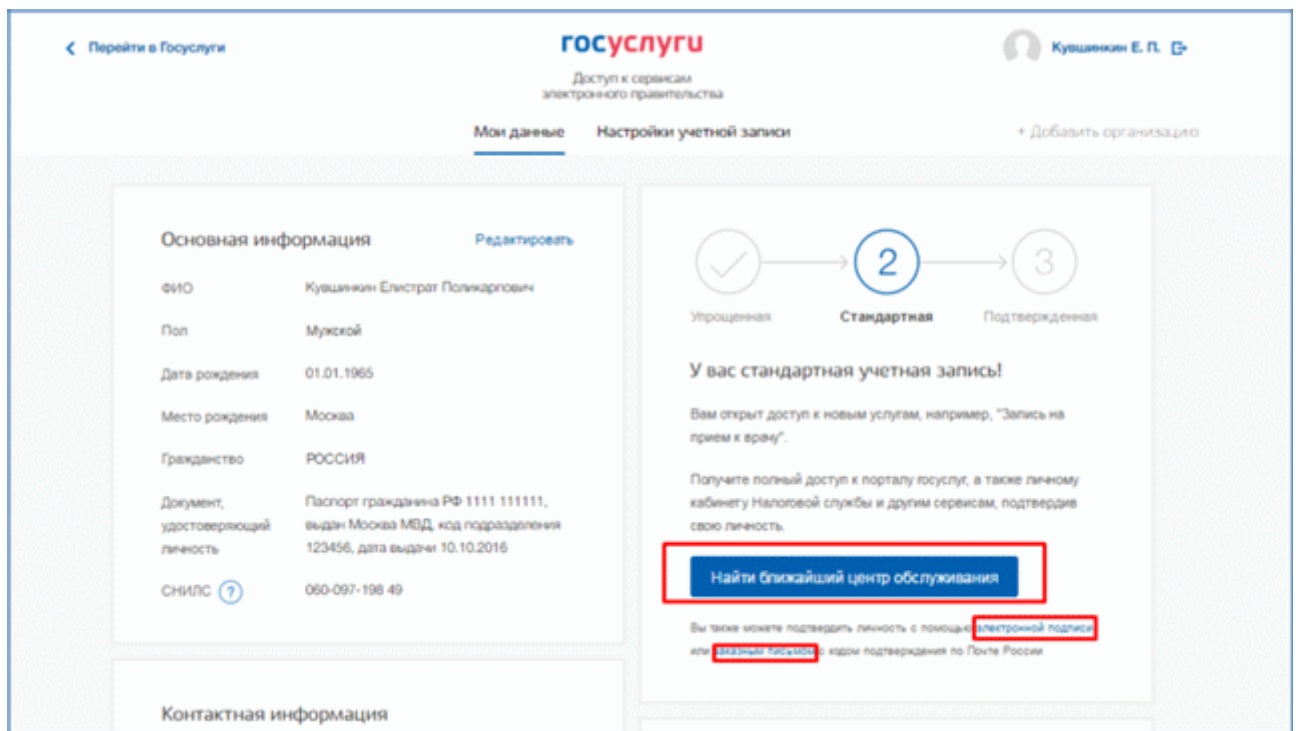 Перейти в Госуслуги
госуслуги
Кувшинкин Е. П.
Доступ к сервисам
электронного правительства
Мои данные
Настройки учетной записи
+ Добавить организацию
Основная информация
Редактировать
ФИО
Кувшинкин Елистрат Поликарпович
Пол
Мужской
Дата рождения
01.01.1965
Место рождения
Москва
Гражданство
РОССИЯ
Документ,
удостоверяющий
личность
Паспорт гражданина РФ 1111 111111,
выдан Москва МВД, код подразделения
123456, дата выдачи 10.10.2016
СНИЛС ?
060-097-198 49
Контактная информация
2
3
Упрощенная
Стандартная
Подтвержденная
У вас стандартная учетная запись!
Вам открыт доступ к новым услугам, например, "Запись на
прием к врачу".
Получите полный доступ к порталу госуслуг, а также личному
кабинету Налоговой службы и другим сервисам, подтвердив
свою личность.
Найти ближайший центр обслуживания
Вы также можете подтвердить личность с помощью электронной подписи
или заказным письмом с кодом подтверждения по Почте России